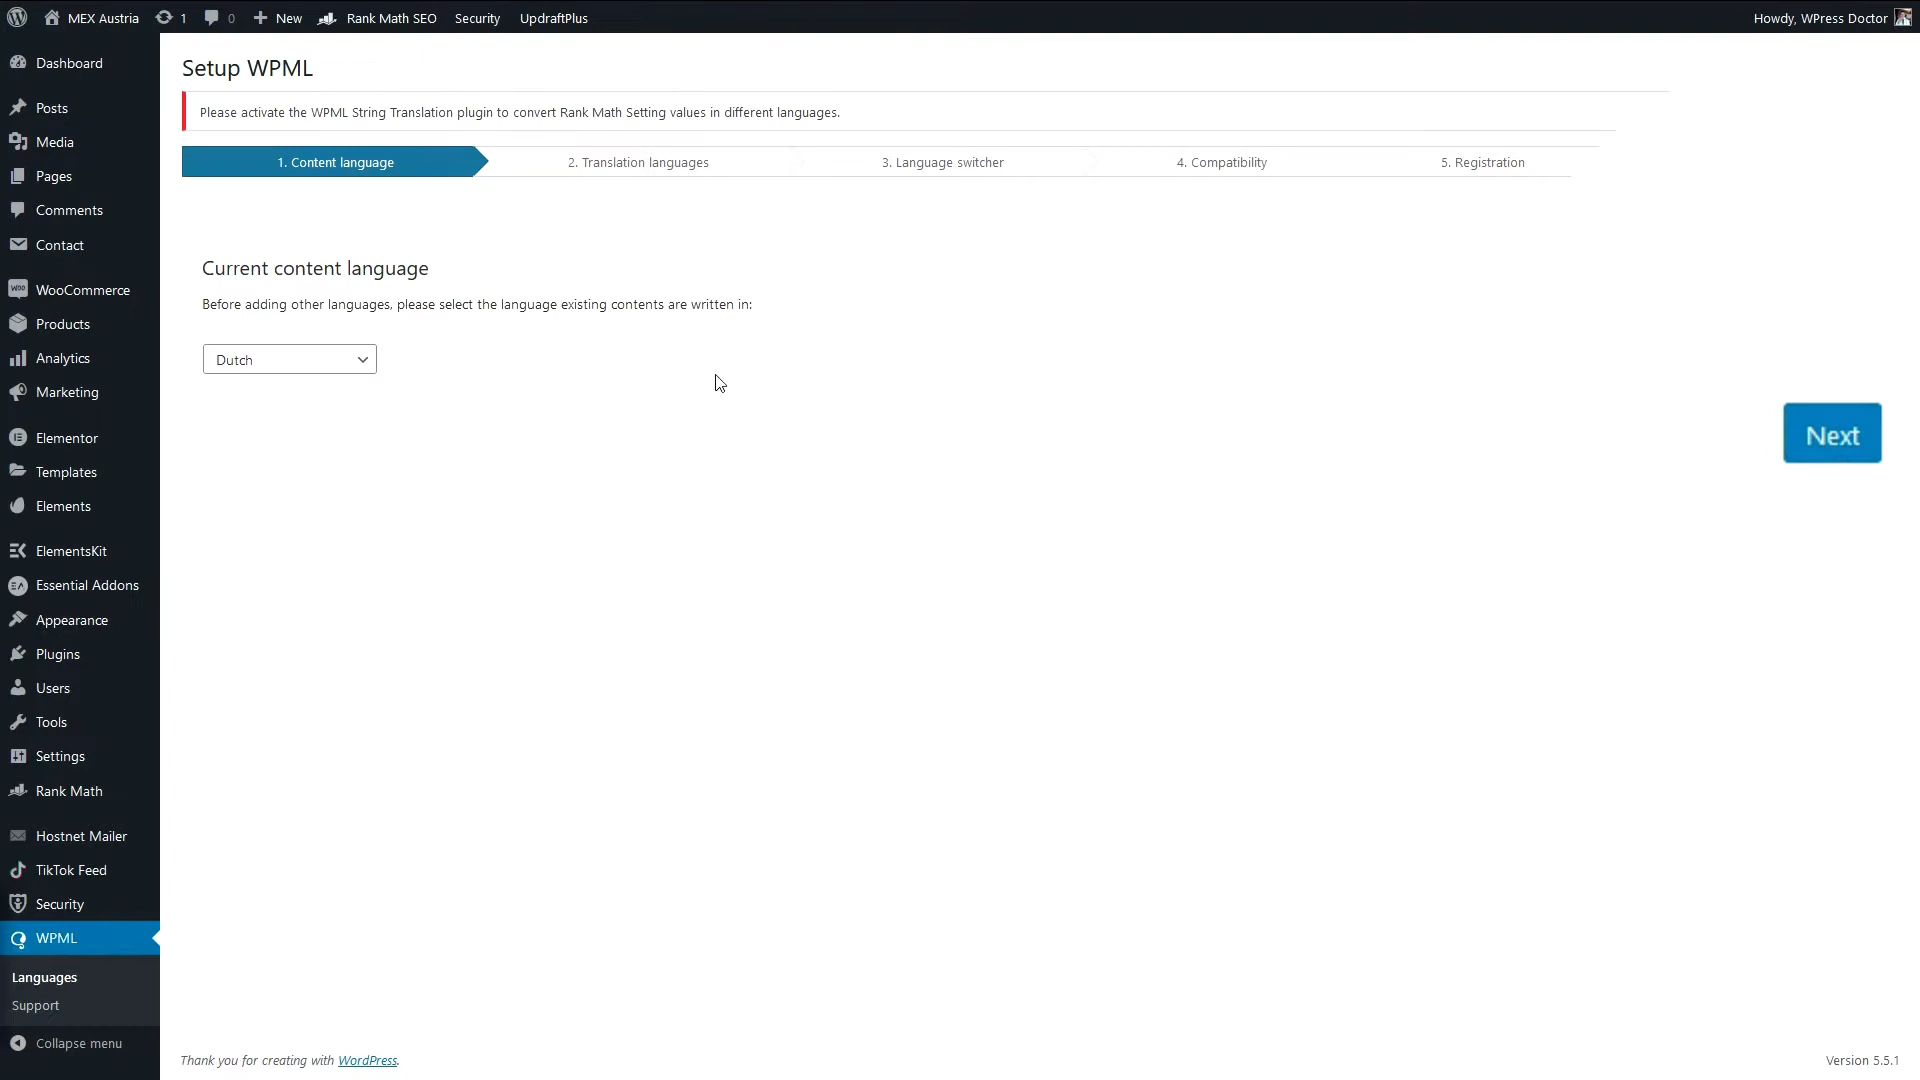 MEX Austria 1 0 New Rank Math SEO Security UpdraftPlus Howdy, WPress Doctor
Dashboard
Posts
Media
Pages
Comments
Contact
WooCommerce
Products
Analytics
Marketing
Elementor
Templates
Elements
ElementsKit
Essential Addons
Appearance
Plugins
Users
Tools
Settings
Rank Math
Hostnet Mailer
TikTok Feed
Security
WPML
Languages
Support
Collapse menu
Setup WPML
Please activate the WPML String Translation plugin to convert Rank Math Setting values in different languages.
1. Content language 2. Translation languages 3. Language switcher 4. Compatibility 5. Registration
Current content language
Before adding other languages, please select the language existing contents are written in:
Dutch
Next
Thank you for creating with WordPress. Version 5.5.1